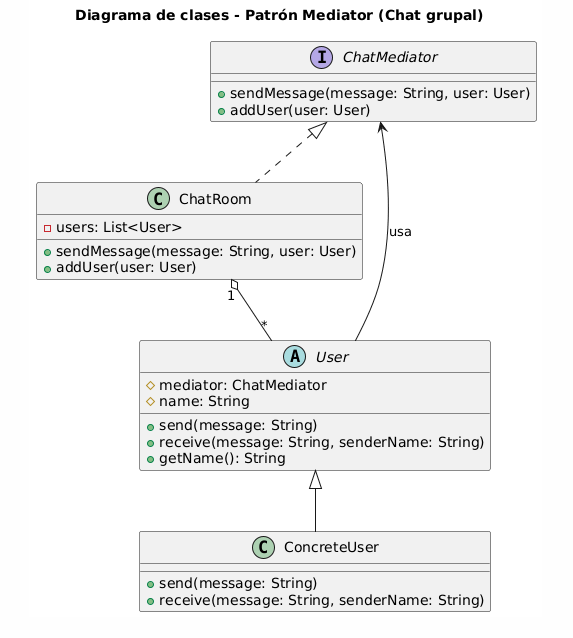 Diagrama de clases - Patrón Mediator (Chat grupal)
I ChatMediator
sendMessage(message: String, user: User)
addUser(user: User)
C ChatRoom
users: List<User>
sendMessage(message: String, user: User)
addUser(user: User)
usa
1
*
A User
mediator: ChatMediator
name: String
send(message: String)
receive(message: String, senderName: String)
getName(): String
C ConcreteUser
send(message: String)
receive(message: String, senderName: String)